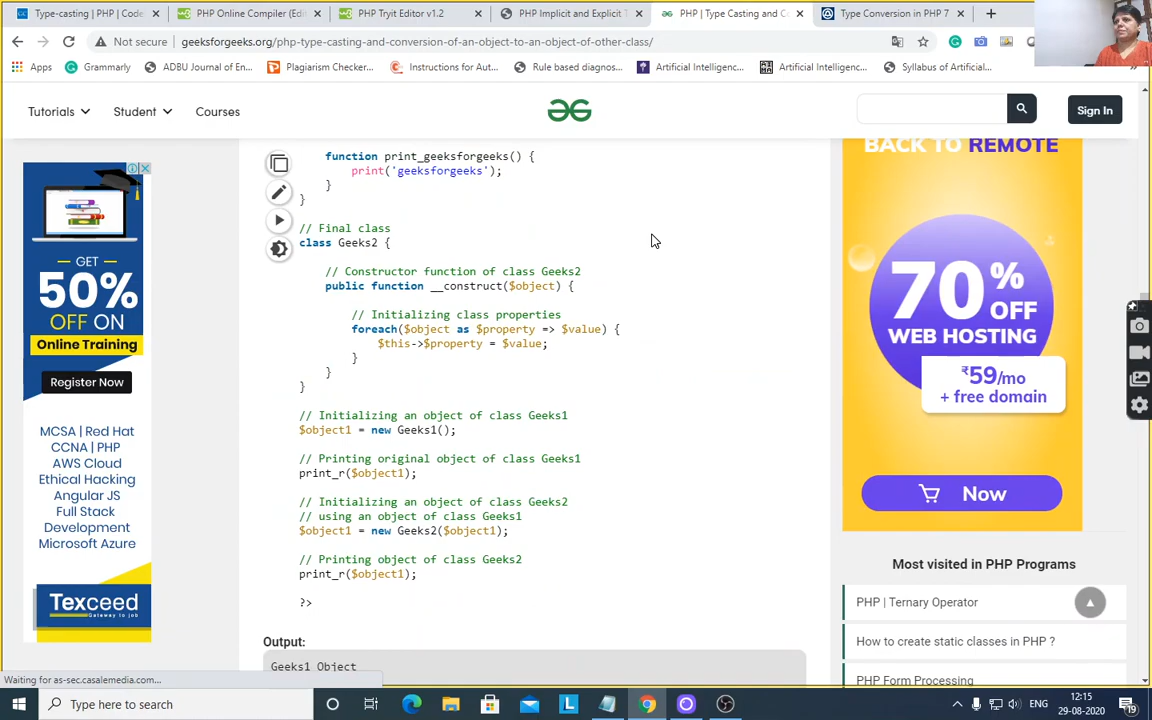 Type-casting | PHP | Codec
PHP Online Compiler (Edi
PHP Tryit Editor v1.2
PHP Implicit and Explicit T
PHP | Type Casting and Co
Type Conversion in PHP 7
Not secure | geeksforgeeks.org/php-type-casting-and-conversion-of-an-object-to-an-object-of-other-class/
Apps
Grammarly
ADBU Journal of En...
Plagiarism Checker...
Instructions for Aut...
Rule based diagnos...
Artificial Intelligenc...
Artificial Intelligenc...
Syllabus of Artificial...
Tutorials
Student
Courses
Sign In
function print_geeksforgeeks() {
print('geeksforgeeks');
}
}
// Final class
class Geeks2 {
// Constructor function of class Geeks2
public function __construct($object) {
// Initializing class properties
foreach($object as $property => $value) {
$this->$property = $value;
}
}
}
// Initializing an object of class Geeks1
$object1 = new Geeks1();
// Printing original object of class Geeks1
print_r($object1);
// Initializing an object of class Geeks2
// using an object of class Geeks1
$object1 = new Geeks2($object1);
// Printing object of class Geeks2
print_r($object1);
?>
Output:
Geeks1 Object
GET
50%
OFF ON
Online Training
Register Now
MCSA | Red Hat
CCNA | PHP
AWS Cloud
Ethical Hacking
Angular JS
Full Stack
Development
Microsoft Azure
Texceed
Gateway to job
BACK TO REMOTE
70%
OFF
WEB HOSTING
₹59/mo
+ free domain
Now
Most visited in PHP Programs
PHP | Ternary Operator
How to create static classes in PHP ?
PHP Form Processing
Waiting for as-sec.casalemedia.com...
Type here to search
ENG
12:15
29-08-2020
19